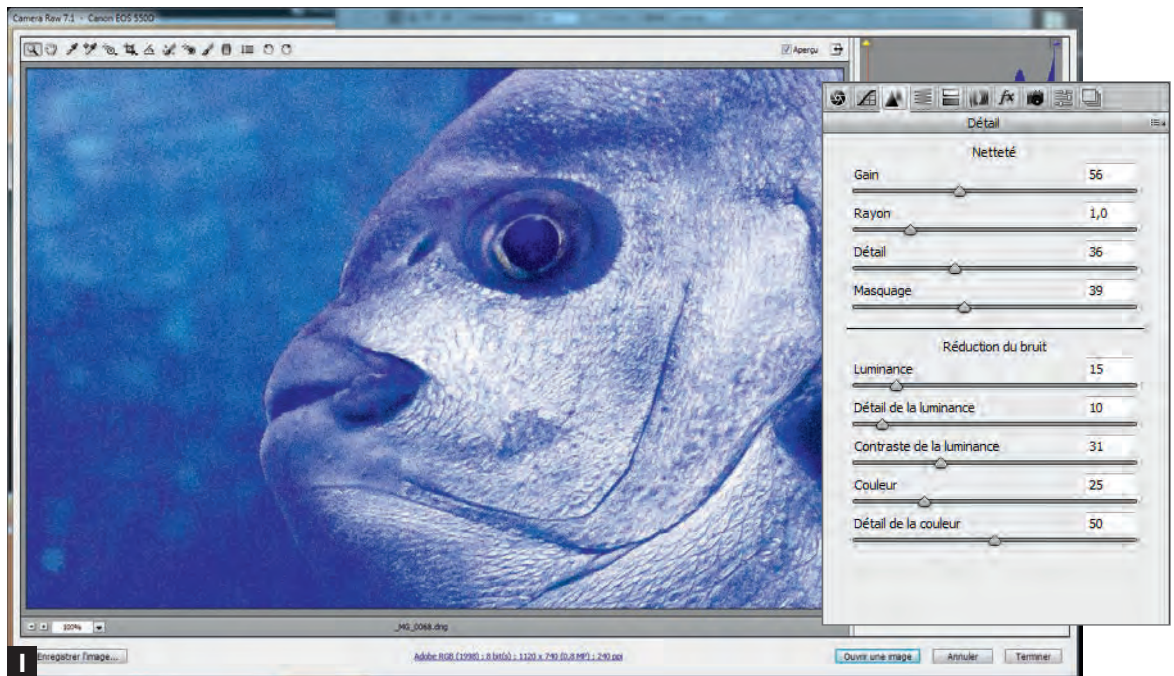 Camera Raw 7.1 - Canon EOS 550D
Aperçu
fx
Détail
Netteté
Gain 56
Rayon 1,0
Détail 36
Masquage 39
Réduction du bruit
Luminance 15
Détail de la luminance 10
Contraste de la luminance 31
Couleur 25
Détail de la couleur 50
100% _MG_0068.dng
1 Enregistrer l'image... Adobe RGB (1998) ; 8 bit(s) ; 1120 x 740 (0,8 MP) ; 240 ppi Ouvrir une image Annuler Terminer